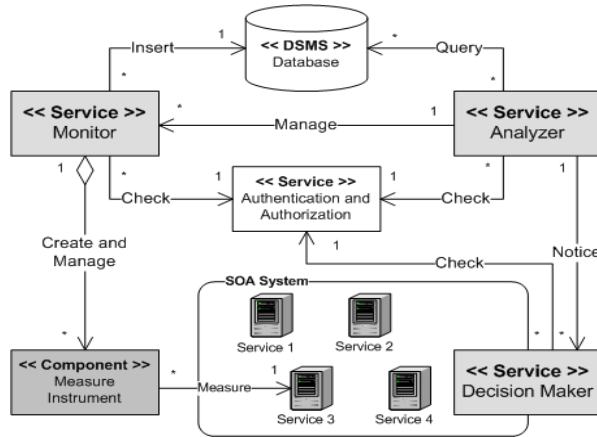 << DSMS >>
Database
Insert
1
*
*
Query
*
<< Service >>
Monitor
*
Manage
1
<< Service >>
Analyzer
1
*
Check
1
<< Service >>
Authentication and
Authorization
1
Check
*
1
1
Create and
Manage
Check
Notice
SOA System
Service 1
Service 2
*
*
*
<< Component >>
Measure
Instrument
*
Measure
1
Service 3
Service 4
<< Service >>
Decision Maker